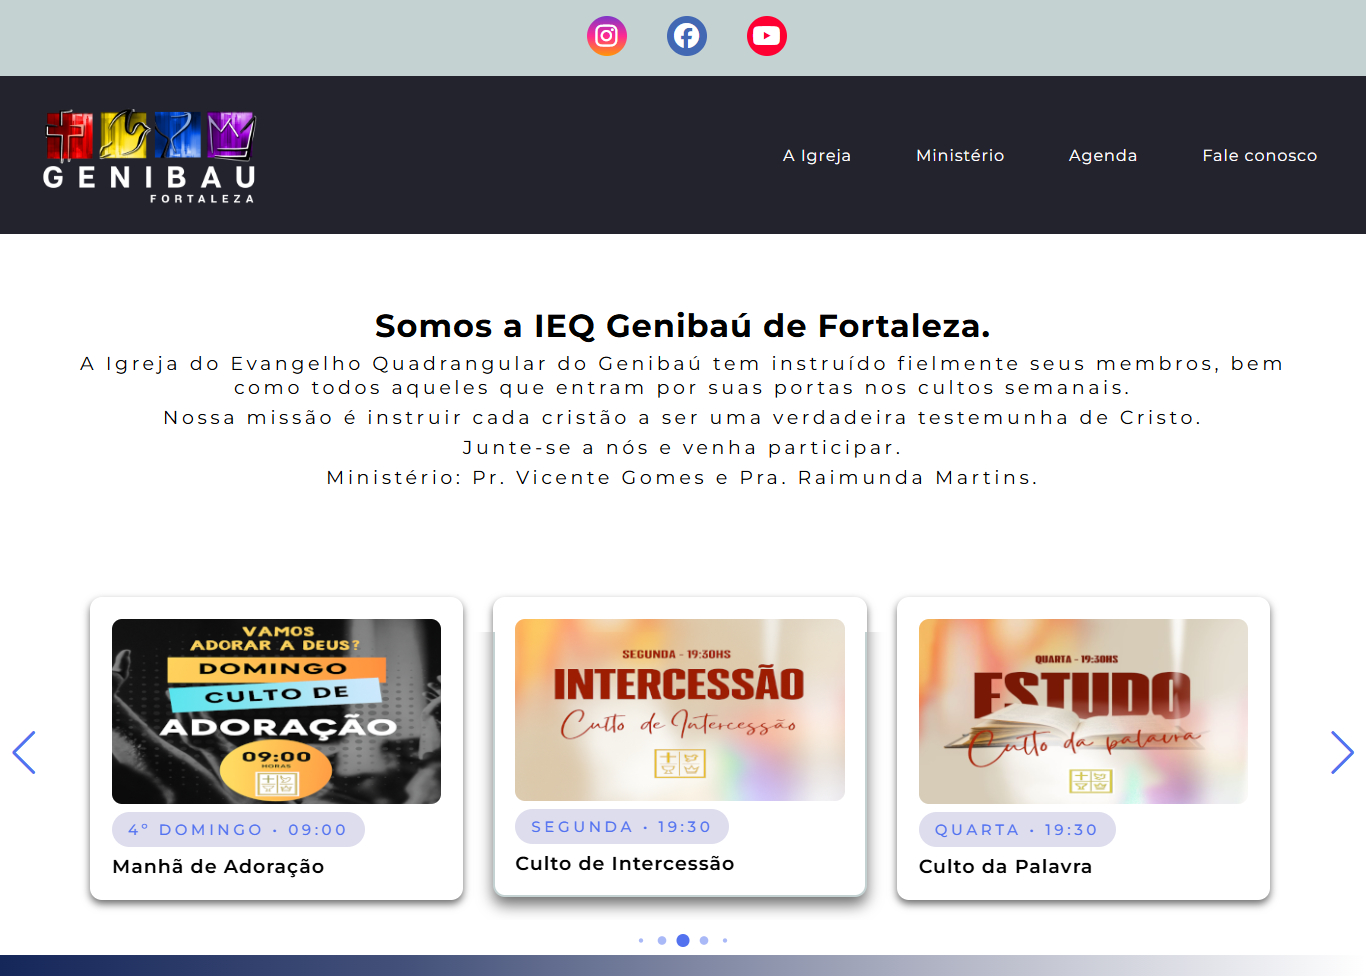 GENIBAU
FORTALEZA
A Igreja
Ministério
Agenda
Fale conosco
Somos a IEQ Genibaú de Fortaleza.
A Igreja do Evangelho Quadrangular do Genibaú tem instruído fielmente seus membros, bem
como todos aqueles que entram por suas portas nos cultos semanais.
Nossa missão é instruir cada cristão a ser uma verdadeira testemunha de Cristo.
Junte-se a nós e venha participar.
Ministério: Pr. Vicente Gomes e Pra. Raimunda Martins.
VAMOS
ADORAR A DEUS?
DOMINGO
CULTO DE
ADORAÇÃO
09:00
HORAS
4º DOMINGO • 09:00
Manhã de Adoração
SEGUNDA - 19:30HS
INTERCESSÃO
Culto de Intercessão
SEGUNDA • 19:30
Culto de Intercessão
QUARTA - 19:30HS
ESTUDO
Culto da palavra
QUARTA • 19:30
Culto da Palavra